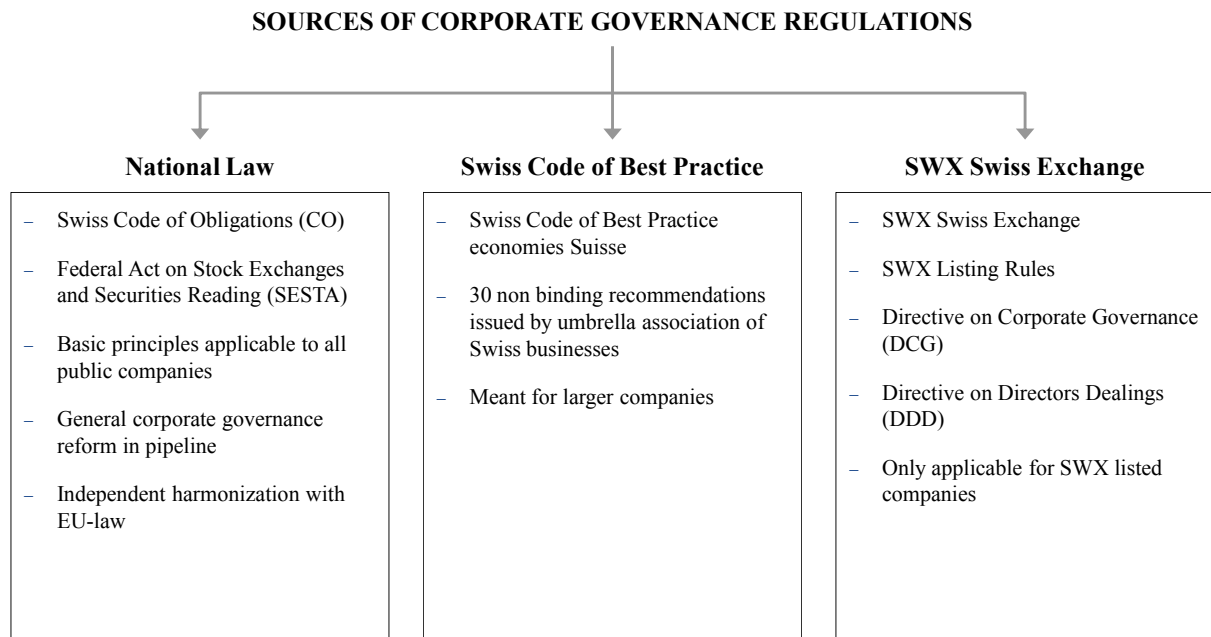 SOURCES OF CORPORATE GOVERNANCE REGULATIONS
National Law
– Swiss Code of Obligations (CO)
– Federal Act on Stock Exchanges
and Securities Reading (SESTA)
– Basic principles applicable to all
public companies
– General corporate governance
reform in pipeline
– Independent harmonization with
EU-law
Swiss Code of Best Practice
– Swiss Code of Best Practice
economies Suisse
– 30 non binding recommendations
issued by umbrella association of
Swiss businesses
– Meant for larger companies
SWX Swiss Exchange
– SWX Swiss Exchange
– SWX Listing Rules
– Directive on Corporate Governance
(DCG)
– Directive on Directors Dealings
(DDD)
– Only applicable for SWX listed
companies